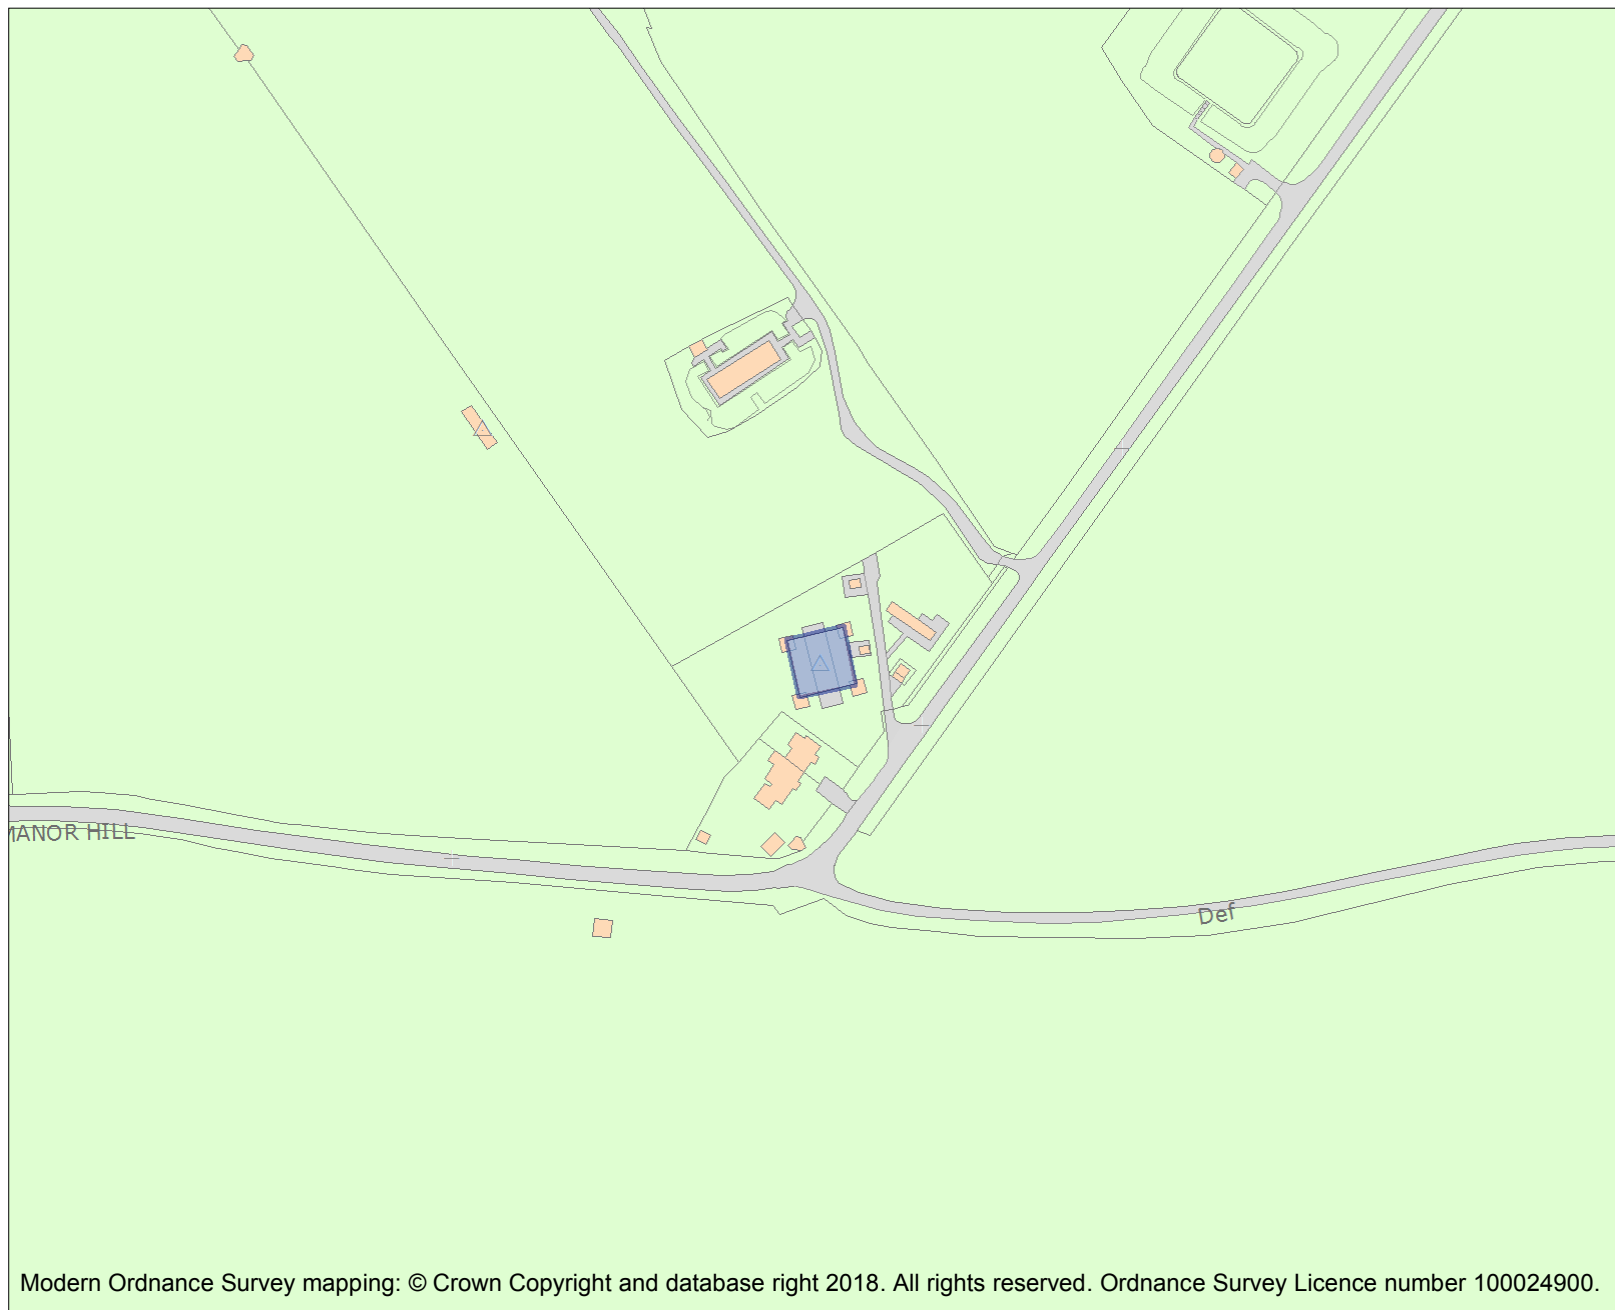 MANOR HILL
Def
Modern Ordnance Survey mapping: © Crown Copyright and database right 2018. All rights reserved. Ordnance Survey Licence number 100024900.